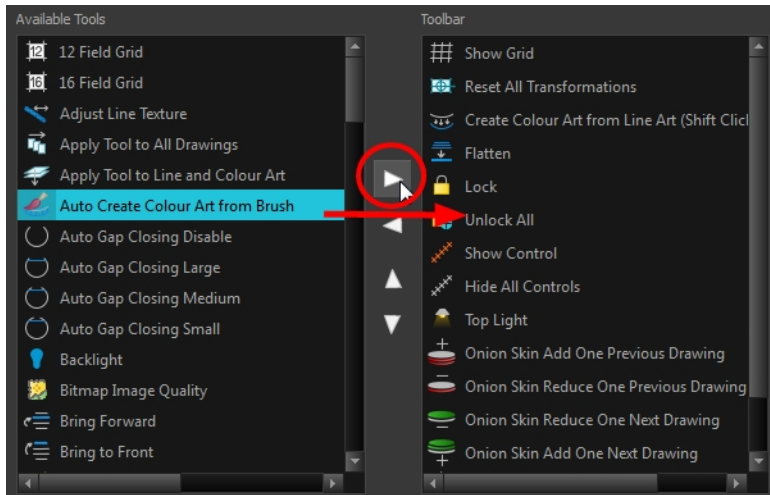 Available Tools
12 12 Field Grid
16 16 Field Grid
Adjust Line Texture
Apply Tool to All Drawings
Apply Tool to Line and Colour Art
Auto Create Colour Art from Brush
Auto Gap Closing Disable
Auto Gap Closing Large
Auto Gap Closing Medium
Auto Gap Closing Small
Backlight
Bitmap Image Quality
Bring Forward
Bring to Front
Toolbar
Show Grid
Reset All Transformations
Create Colour Art from Line Art (Shift Clic
Flatten
Lock
Unlock All
Show Control
Hide All Controls
Top Light
Onion Skin Add One Previous Drawing
Onion Skin Reduce One Previous Drawing
Onion Skin Reduce One Next Drawing
Onion Skin Add One Next Drawing